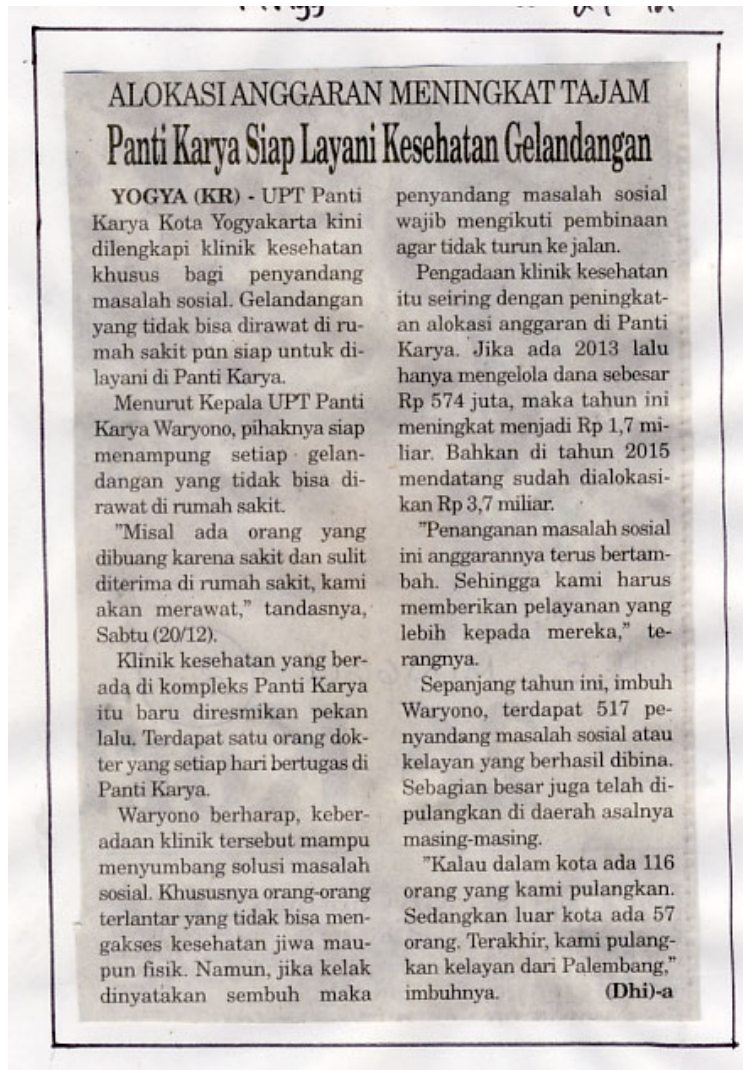 ALOKASI ANGGARAN MENINGKAT TAJAM
Panti Karya Siap Layani Kesehatan Gelandangan
YOGYA (KR) - UPT Panti
Karya Kota Yogyakarta kini
dilengkapi klinik kesehatan
khusus bagi penyandang
masalah sosial. Gelandangan
yang tidak bisa dirawat di ru-
mah sakit pun siap untuk di-
layani di Panti Karya.
Menurut Kepala UPT Panti
Karya Waryono, pihaknya siap
menampung setiap gelan-
dangan yang tidak bisa di-
rawat di rumah sakit.
"Misal ada orang yang
dibuang karena sakit dan sulit
diterima di rumah sakit, kami
akan merawat," tandasnya,
Sabtu (20/12).
Klinik kesehatan yang ber-
ada di kompleks Panti Karya
itu baru diresmikan pekan
lalu. Terdapat satu orang dok-
ter yang setiap hari bertugas di
Panti Karya.
Waryono berharap, keber-
adaan klinik tersebut mampu
menyumbang solusi masalah
sosial. Khususnya orang-orang
terlantar yang tidak bisa men-
gakses kesehatan jiwa mau-
pun fisik. Namun, jika kelak
dinyatakan sembuh maka
penyandang masalah sosial
wajib mengikuti pembinaan
agar tidak turun ke jalan.
Pengadaan klinik kesehatan
itu seiring dengan peningkat-
an alokasi anggaran di Panti
Karya. Jika ada 2013 lalu
hanya mengelola dana sebesar
Rp 574 juta, maka tahun ini
meningkat menjadi Rp 1,7 mi-
liar. Bahkan di tahun 2015
mendatang sudah dialokasi-
kan Rp 3,7 miliar.
"Penanganan masalah sosial
ini anggarannya terus bertam-
bah. Sehingga kami harus
memberikan pelayanan yang
lebih kepada mereka," te-
rangnya.
Sepanjang tahun ini, imbuh
Waryono, terdapat 517 pe-
nyandang masalah sosial atau
kelayan yang berhasil dibina.
Sebagian besar juga telah di-
pulangkan di daerah asalnya
masing-masing.
"Kalau dalam kota ada 116
orang yang kami pulangkan.
Sedangkan luar kota ada 57
orang. Terakhir, kami pulang-
kan kelayan dari Palembang,"
imbuhnya. (Dhi)-a